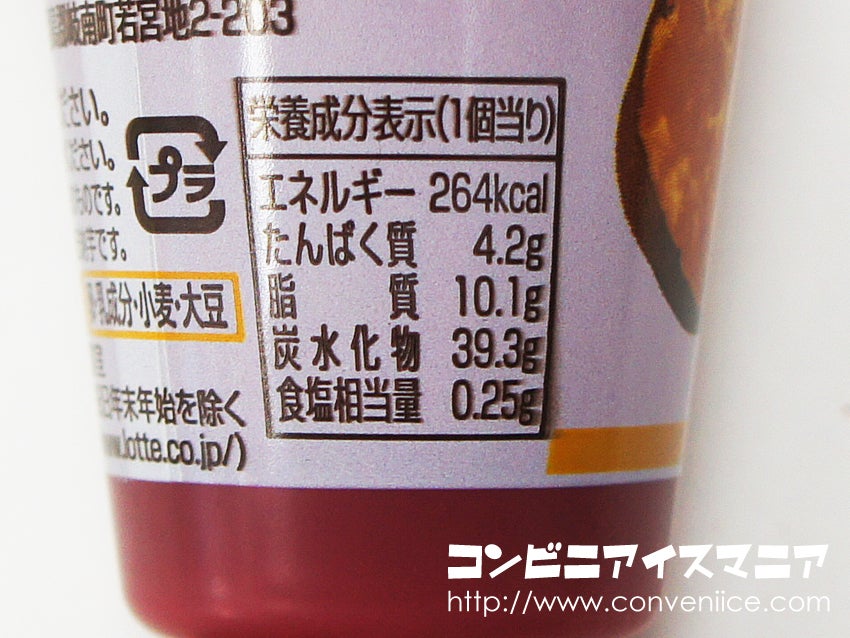 岐南町若宮地2-203
ださい。
ださい。
ものです。
字です。
プラ
乳成分・小麦・大豆
年末年始を除く
lotte.co.jp/)
栄養成分表示(1個当り)
エネルギー 264kcal
たんぱく質 4.2g
脂質 10.1g
炭水化物 39.3g
食塩相当量 0.25g
コンビニアイスマニア
http://www.conveniice.com/